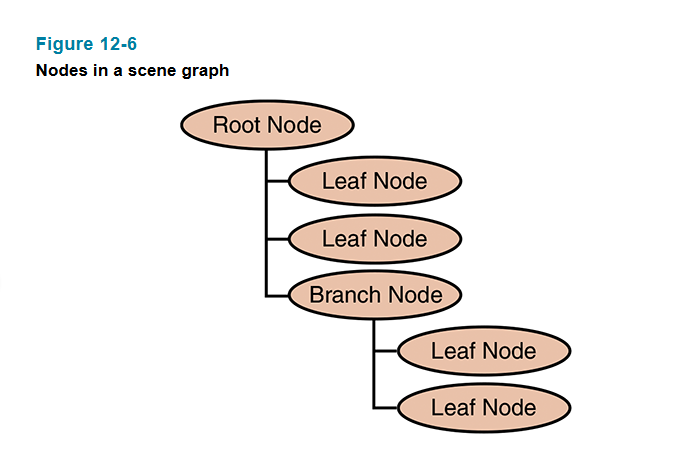 Figure 12-6
Nodes in a scene graph
Root Node
Leaf Node
Leaf Node
Branch Node
Leaf Node
Leaf Node